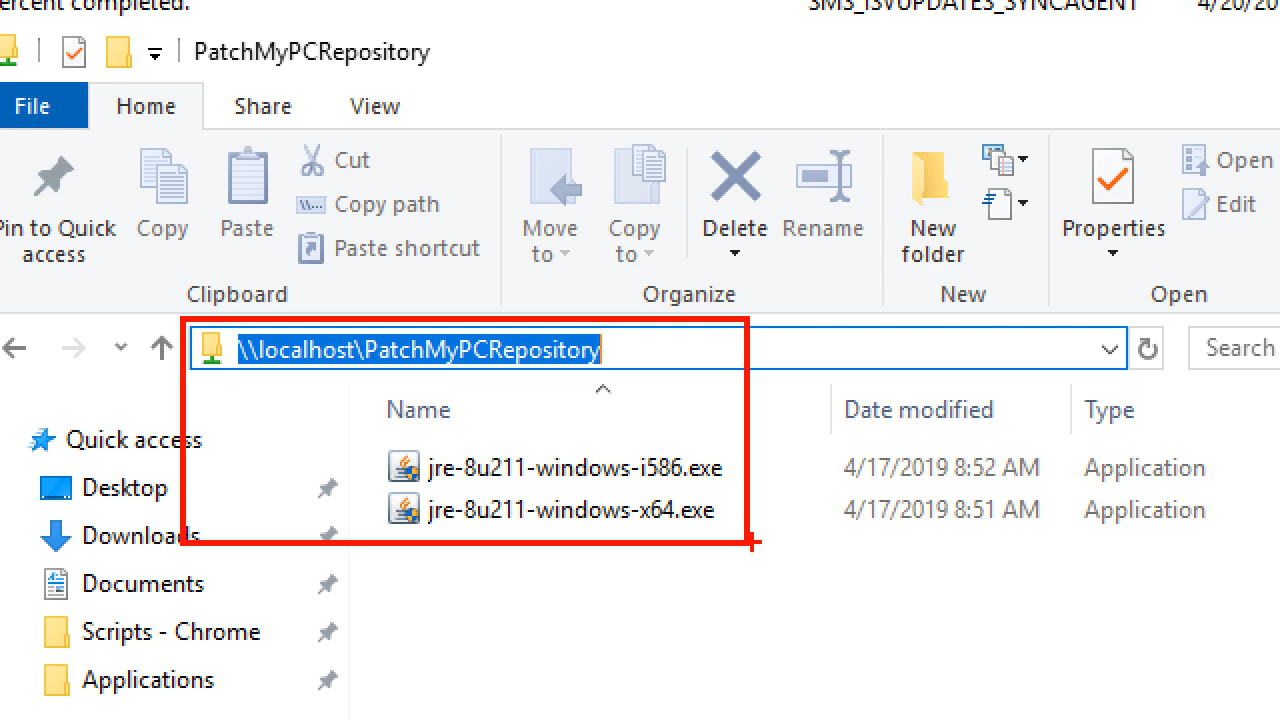 ercent completed.
SMS_ISVUPDATES_SYNCAGENT 4/20/20
PatchMyPCRepository
File Home Share View
Pin to Quick access
Copy
Paste
Cut
Copy path
Paste shortcut
Clipboard
Move to
Copy to
Delete
Rename
Organize
New folder
New
Properties
Open
Edit
Open
\\localhost\PatchMyPCRepository
Search
Name Date modified Type
jre-8u211-windows-i586.exe 4/17/2019 8:52 AM Application
jre-8u211-windows-x64.exe 4/17/2019 8:51 AM Application
Quick access
Desktop
Downloads
Documents
Scripts - Chrome
Applications